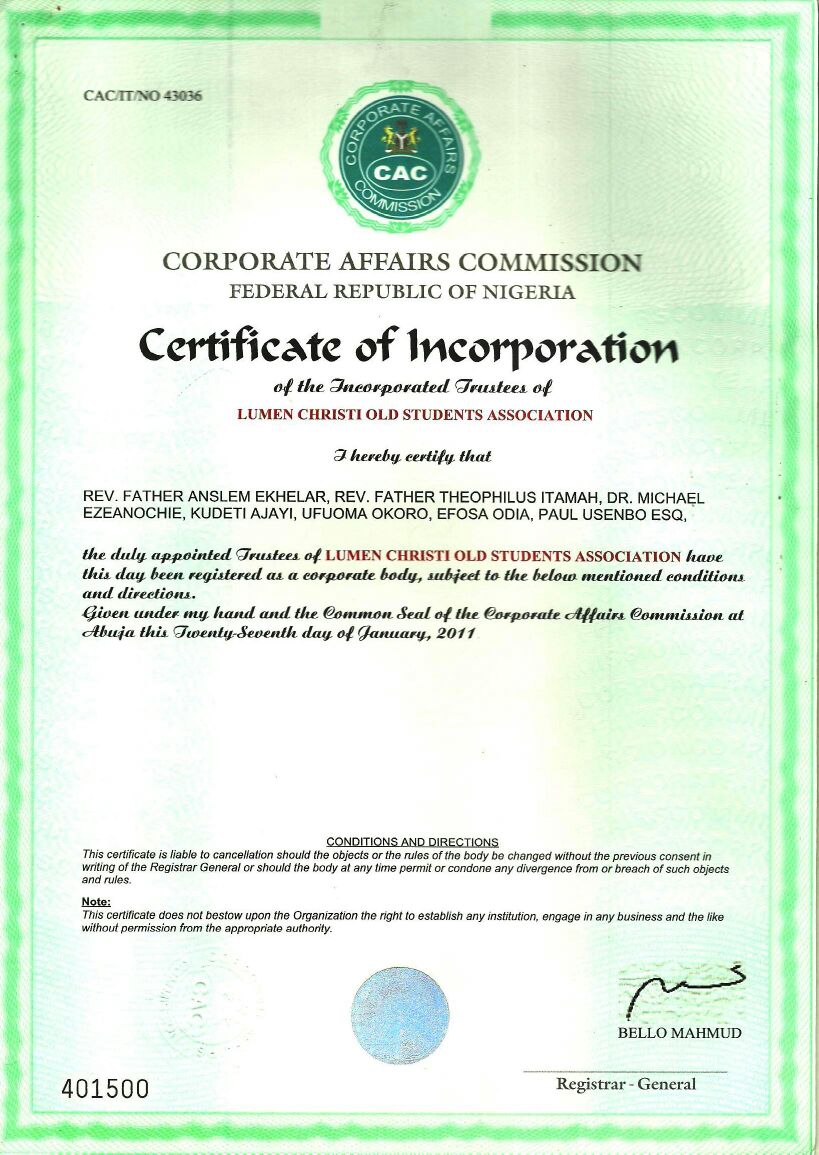 CAC/IT/NO 43036
CORPORATE AFFAIRS
CAC
COMMISSION
CORPORATE AFFAIRS COMMISSION
FEDERAL REPUBLIC OF NIGERIA
Certificate of Incorporation
of the Incorporated Trustees of
LUMEN CHRISTI OLD STUDENTS ASSOCIATION
I hereby certify that
REV. FATHER ANSLEM EKHELAR, REV. FATHER THEOPHILUS ITAMAH, DR. MICHAEL
EZEANOCHIE, KUDETI AJAYI, UFUOMA OKORO, EFOSA ODIA, PAUL USENBO ESQ,
the duly appointed Trustees of LUMEN CHRISTI OLD STUDENTS ASSOCIATION have
this day been registered as a corporate body, subject to the below mentioned conditions
and directions.
Given under my hand and the Common Seal of the Corporate Affairs Commission at
Abuja this Twenty-Seventh day of January, 2011
CONDITIONS AND DIRECTIONS
This certificate is liable to cancellation should the objects or the rules of the body be changed without the previous consent in
writing of the Registrar General or should the body at any time permit or condone any divergence from or breach of such objects
and rules.
Note:
This certificate does not bestow upon the Organization the right to establish any institution, engage in any business and the like
without permission from the appropriate authority.
CAC
BELLO MAHMUD
Registrar - General
401500